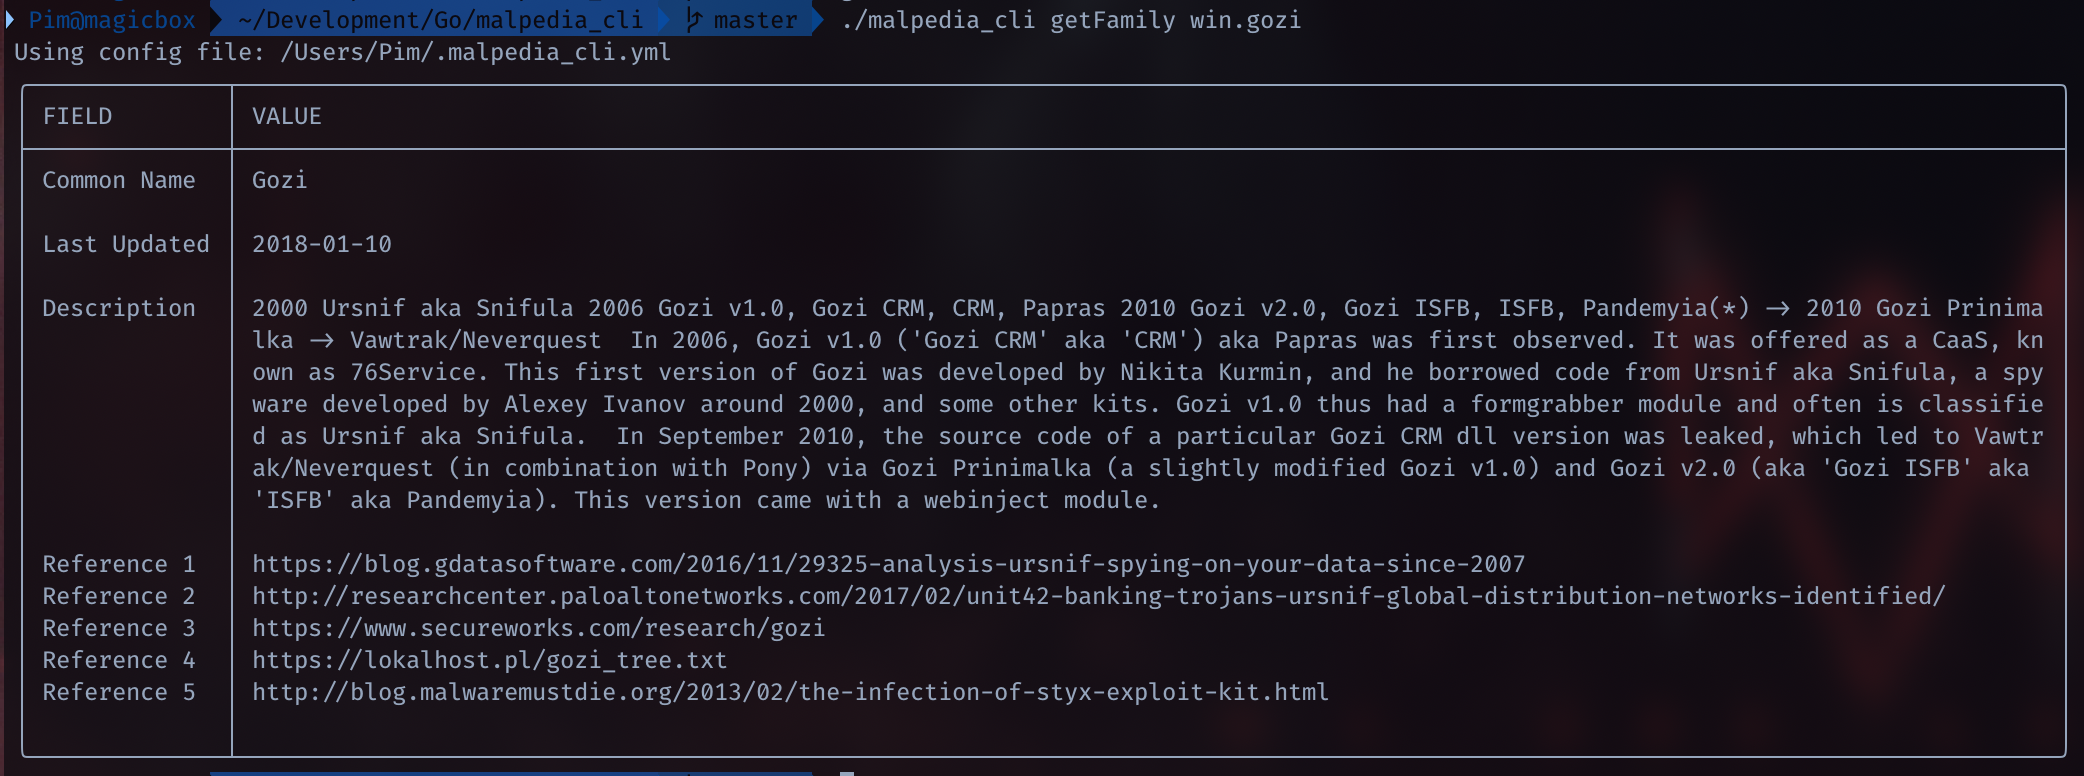 Pim@magicbox ~/Development/Go/malpedia_cli master ./malpedia_cli getFamily win.gozi
Using config file: /Users/Pim/.malpedia_cli.yml
FIELD VALUE
Common Name Gozi
Last Updated 2018-01-10
Description 2000 Ursnif aka Snifula 2006 Gozi v1.0, Gozi CRM, CRM, Papras 2010 Gozi v2.0, Gozi ISFB, ISFB, Pandemyia(*) -> 2010 Gozi Prinima
lka -> Vawtrak/Neverquest  In 2006, Gozi v1.0 ('Gozi CRM' aka 'CRM') aka Papras was first observed. It was offered as a CaaS, kn
own as 76Service. This first version of Gozi was developed by Nikita Kurmin, and he borrowed code from Ursnif aka Snifula, a spy
ware developed by Alexey Ivanov around 2000, and some other kits. Gozi v1.0 thus had a formgrabber module and often is classifie
d as Ursnif aka Snifula.  In September 2010, the source code of a particular Gozi CRM dll version was leaked, which led to Vawtr
ak/Neverquest (in combination with Pony) via Gozi Prinimalka (a slightly modified Gozi v1.0) and Gozi v2.0 (aka 'Gozi ISFB' aka
'ISFB' aka Pandemyia). This version came with a webinject module.
Reference 1 https://blog.gdatasoftware.com/2016/11/29325-analysis-ursnif-spying-on-your-data-since-2007
Reference 2 http://researchcenter.paloaltonetworks.com/2017/02/unit42-banking-trojans-ursnif-global-distribution-networks-identified/
Reference 3 https://www.secureworks.com/research/gozi
Reference 4 https://lokalhost.pl/gozi_tree.txt
Reference 5 http://blog.malwaremustdie.org/2013/02/the-infection-of-styx-exploit-kit.html